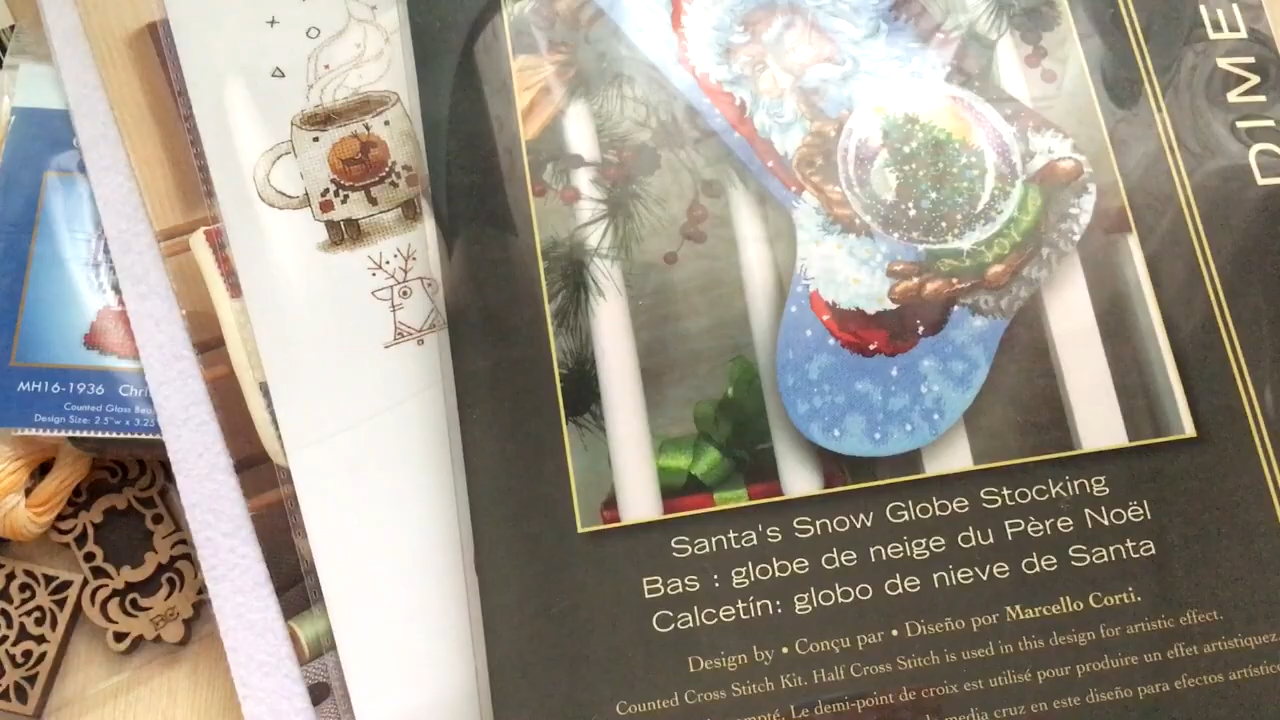 DIME
MH16-1936 Chri
Counted Glass Bea
Design Size: 2.5"w x 3.25
BG
Santa's Snow Globe Stocking
Bas : globe de neige du Père Noël
Calcetín: globo de nieve de Santa
Design by • Conçu par • Diseño por Marcello Corti.
Counted Cross Stitch Kit. Half Cross Stitch is used in this design for artistic effect.
Le demi-point de croix est utilisé pour produire un effet artistique.
media cruz en este diseño para efectos artístic